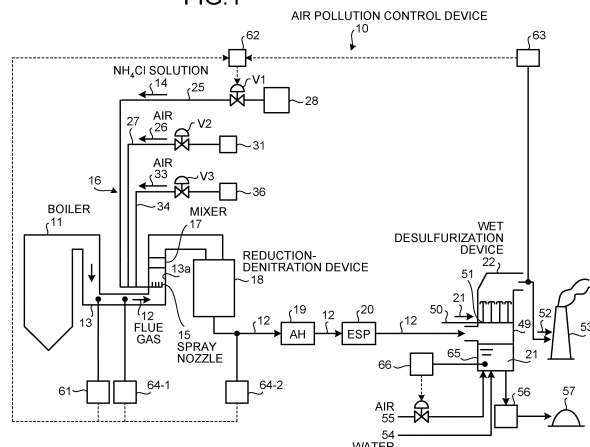 FIG.1
AIR POLLUTION CONTROL DEVICE
10
62
63
NH4Cl SOLUTION
14
25
V1
28
AIR
27
26
V2
31
AIR
33
V3
16
34
36
BOILER
11
MIXER
17
13a
REDUCTION-
DENITRATION DEVICE
18
WET
DESULFURIZATION
DEVICE
22
51
50
21
49
52
53
13
12
FLUE
GAS
15
SPRAY
NOZZLE
12
19
AH
12
20
ESP
12
65
21
66
61
64-1
64-2
AIR
55
54
WATER
56
57